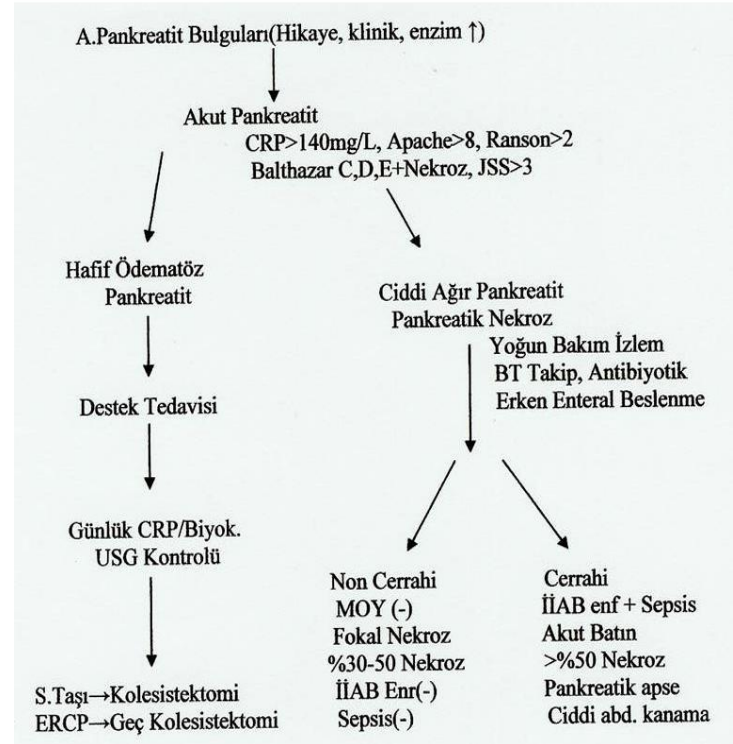 A.Pankreatit Bulguları(Hikaye, klinik, enzim ↑)
Akut Pankreatit
CRP>140mg/L, Apache>8, Ranson>2
Balthazar C,D,E+Nekroz, JSS>3
Hafif Ödematöz
Pankreatit
Destek Tedavisi
Günlük CRP/Biyok.
USG Kontrolü
S.Taşı→Kolesistektomi
ERCP→Geç Kolesistektomi
Ciddi Ağır Pankreatit
Pankreatik Nekroz
Yoğun Bakım İzlem
BT Takip, Antibiyotik
Erken Enteral Beslenme
Non Cerrahi
MOY (-)
Fokal Nekroz
%30-50 Nekroz
İİAB Enr(-)
Sepsis(-)
Cerrahi
İİAB enf + Sepsis
Akut Batın
>%50 Nekroz
Pankreatik apse
Ciddi abd. kanama